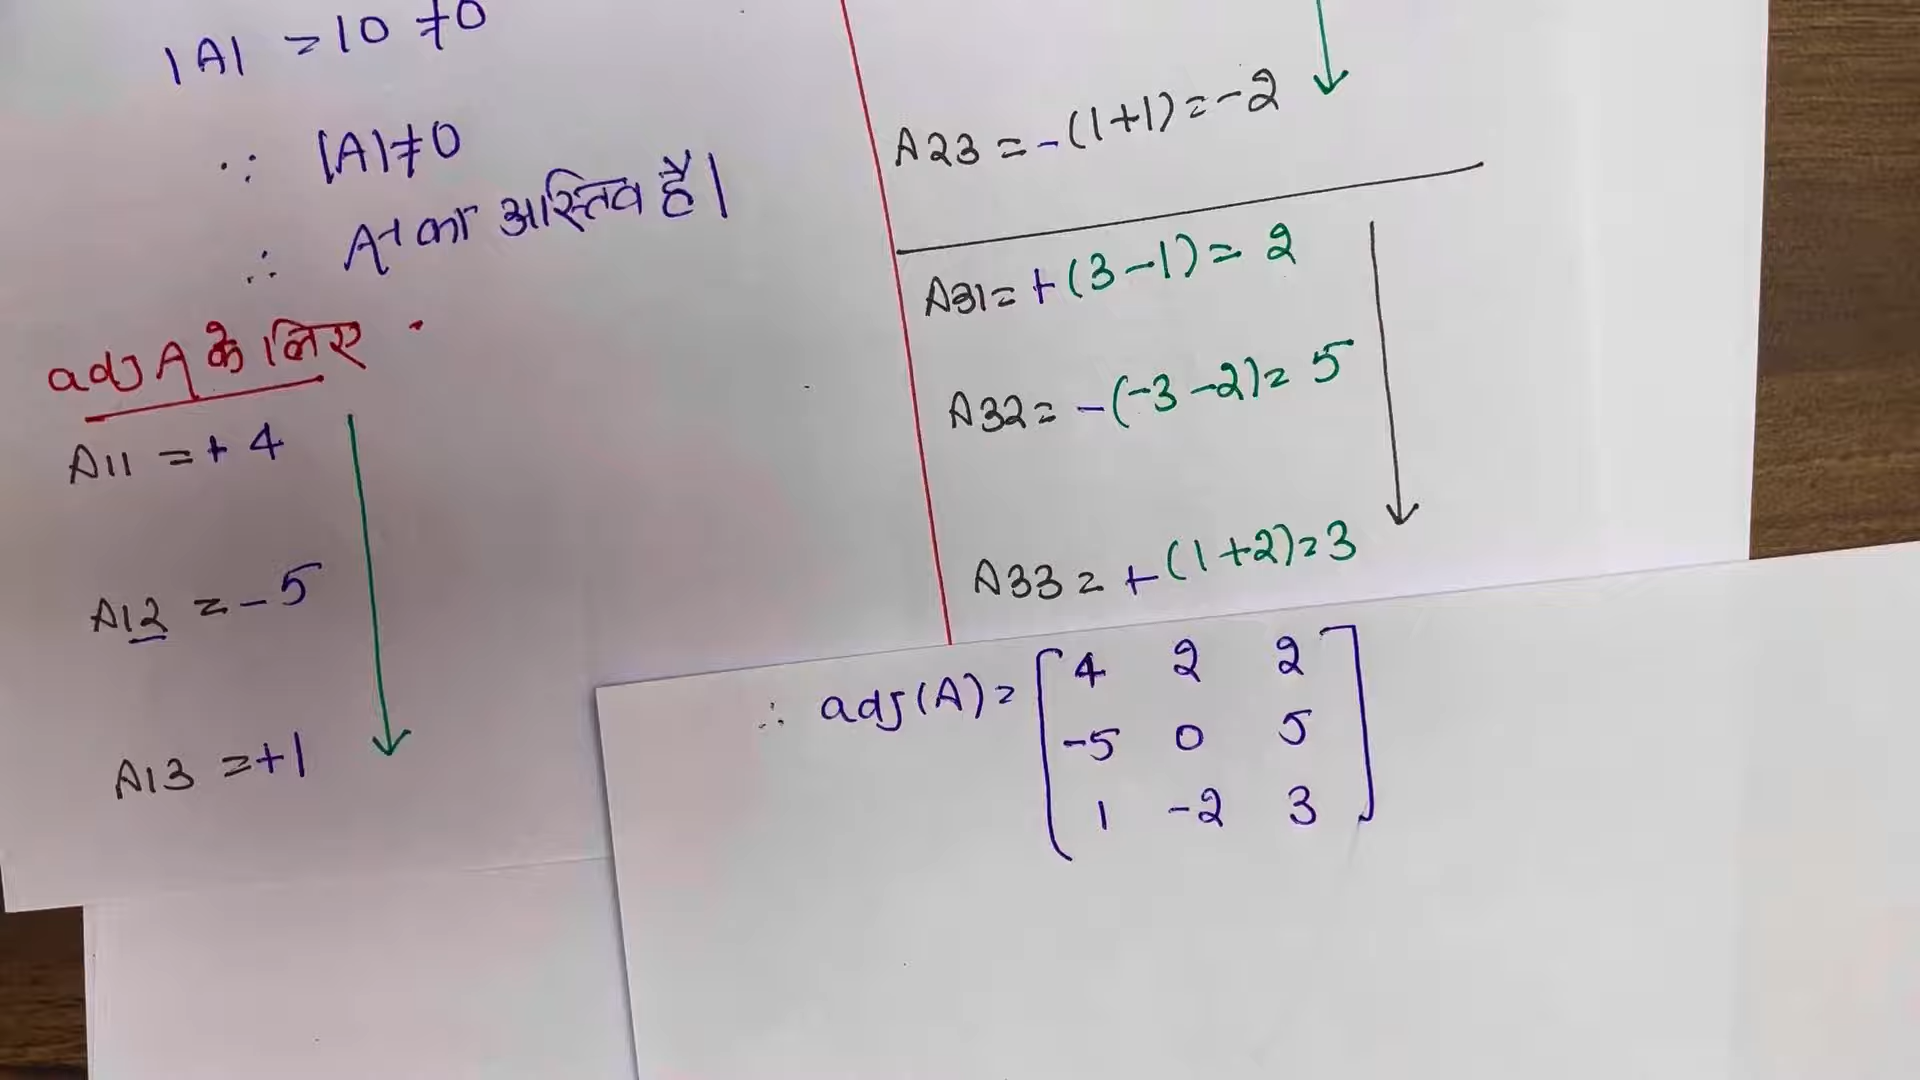 |A| = 10 ≠ 0
∵ |A| ≠ 0
∴ A⁻¹ का अस्तिव है|
adj A के लिए
A11 = + 4
A12 = - 5
A13 = +1
A23 = -(1+1) = -2
A31 = +(3-1) = 2
A32 = -(-3-2) = 5
A33 = +(1+2) = 3
∴ adj(A) = [4 2 2
-5 0 5
1 -2 3]